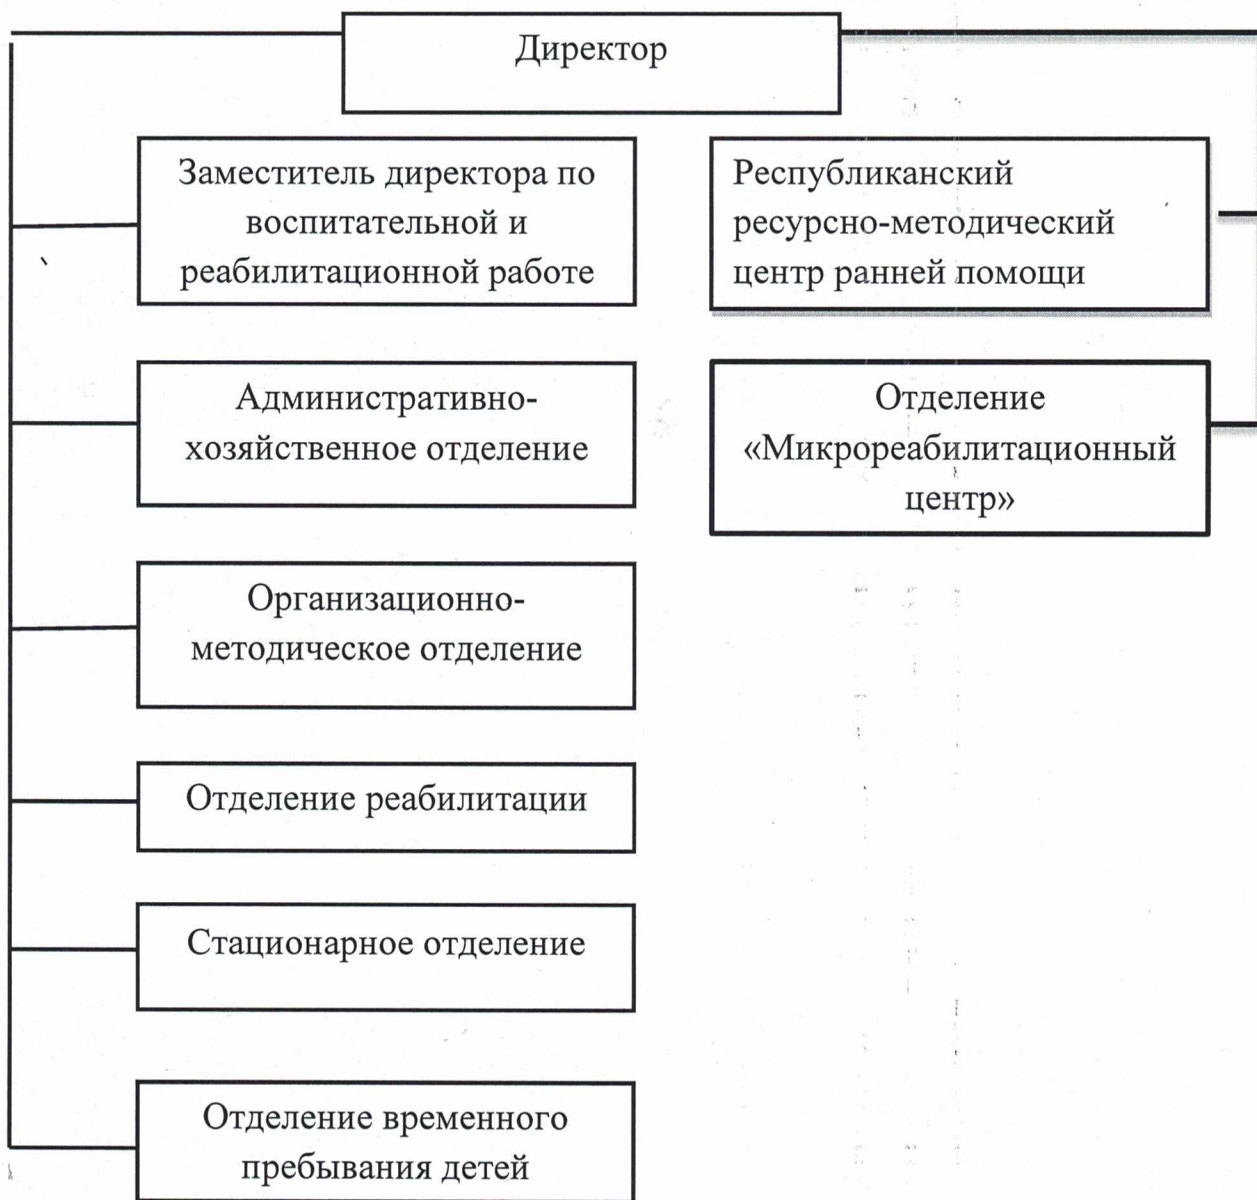 Директор
Заместитель директора по
воспитательной и
реабилитационной работе
Республиканский
ресурсно-методический
центр ранней помощи
Административно-
хозяйственное отделение
Отделение
«Микрореабилитационный
центр»
Организационно-
методическое отделение
Отделение реабилитации
Стационарное отделение
Отделение временного
пребывания детей